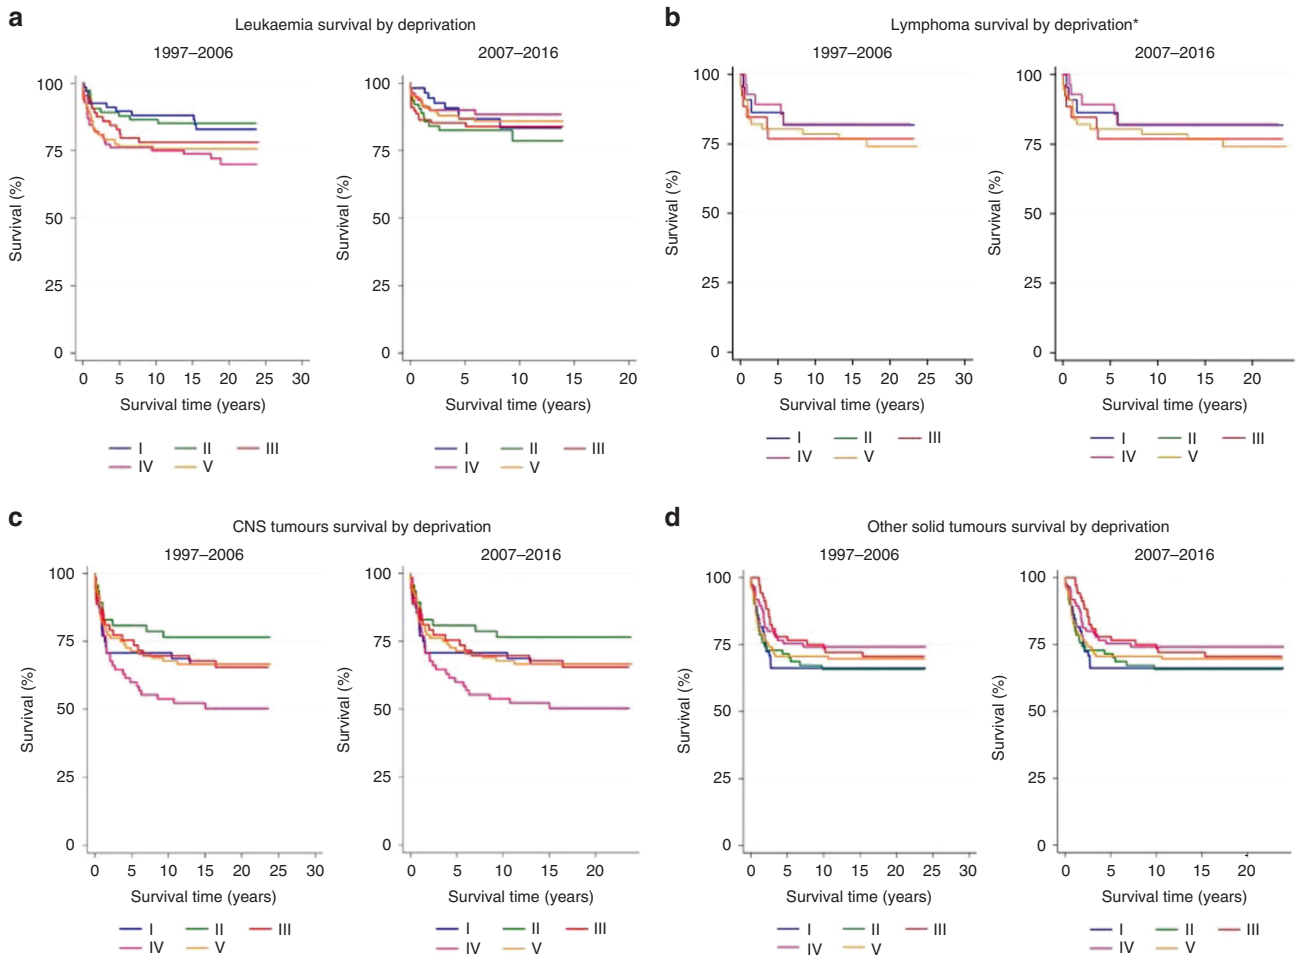 a
Leukaemia survival by deprivation
1997–2006
2007–2016
100
75
50
25
0
Survival (%)
0 5 10 15 20 25 30
Survival time (years)
I II III
IV V
100
75
50
25
0
Survival (%)
0 5 10 15 20
Survival time (years)
I II III
IV V
b
Lymphoma survival by deprivation*
1997–2006
2007–2016
100
75
50
25
0
Survival (%)
0 5 10 15 20 25 30
Survival time (years)
I II III
IV V
100
75
50
25
0
Survival (%)
0 5 10 15 20
Survival time (years)
I II III
IV V
c
CNS tumours survival by deprivation
1997–2006
2007–2016
100
75
50
25
0
Survival (%)
0 5 10 15 20 25 30
Survival time (years)
I II III
IV V
100
75
50
25
0
Survival (%)
0 5 10 15 20
Survival time (years)
I II III
IV V
d
Other solid tumours survival by deprivation
1997–2006
2007–2016
100
75
50
25
0
Survival (%)
0 5 10 15 20 25 30
Survival time (years)
I II III
IV V
100
75
50
25
0
Survival (%)
0 5 10 15 20
Survival time (years)
I II III
IV V